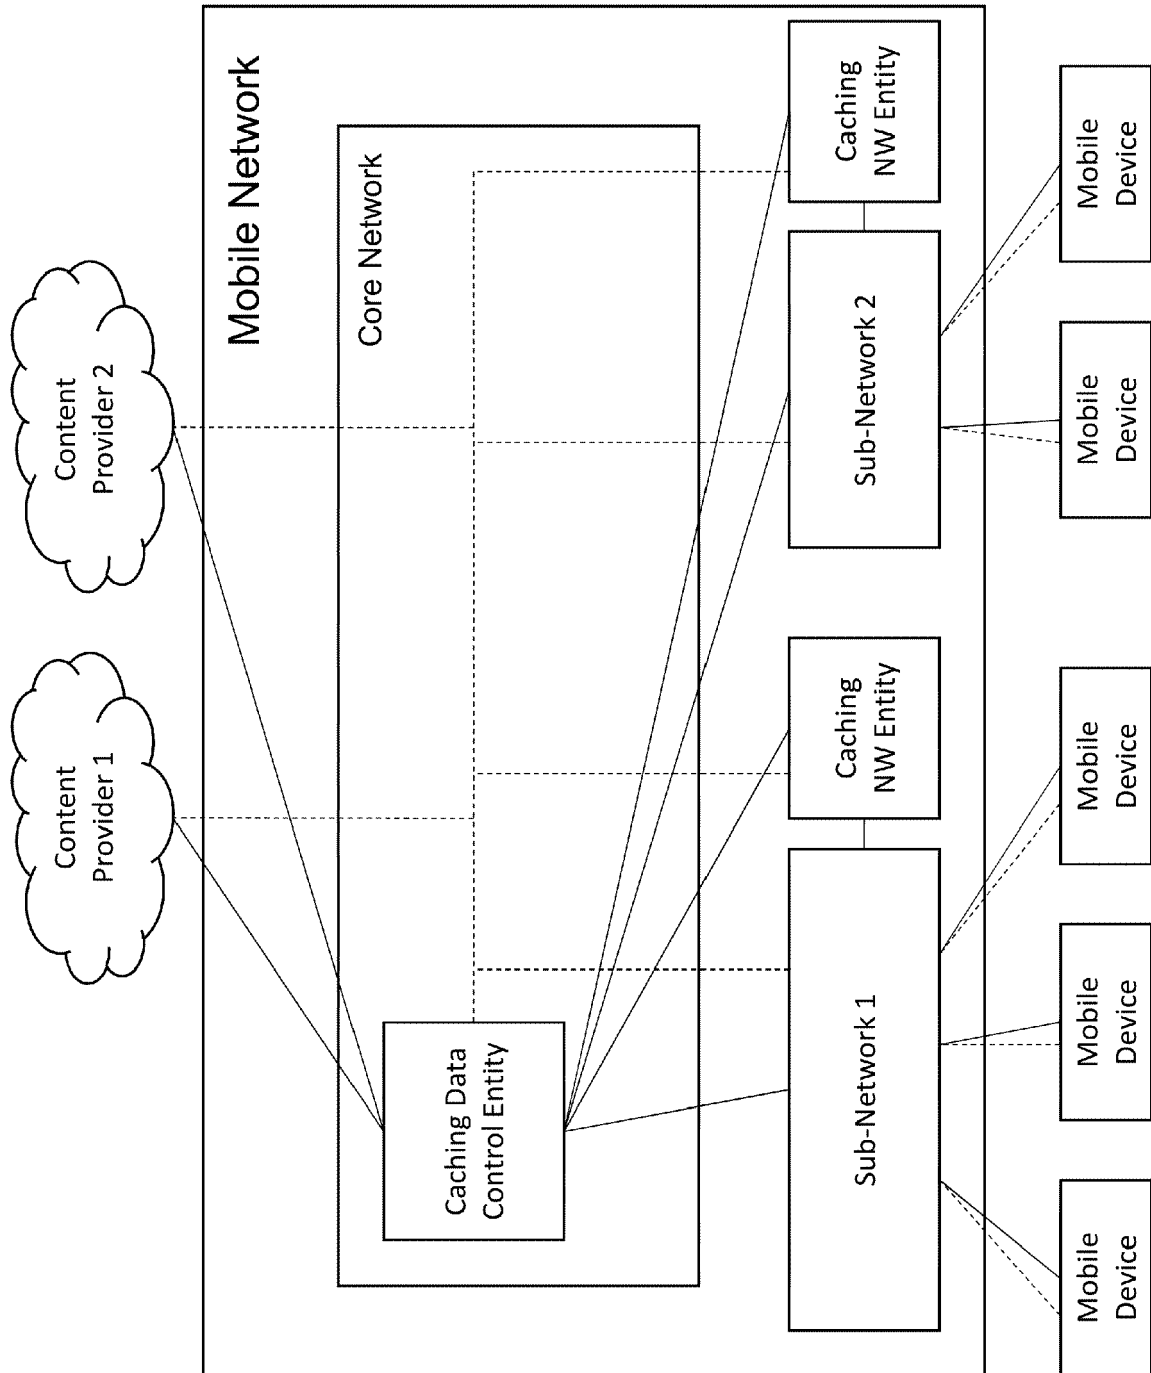 Content
Provider 1
Content
Provider 2
Mobile Network
Core Network
Caching Data
Control Entity
Sub-Network 1
Caching
NW Entity
Sub-Network 2
Caching
NW Entity
Mobile
Device
Mobile
Device
Mobile
Device
Mobile
Device
Mobile
Device